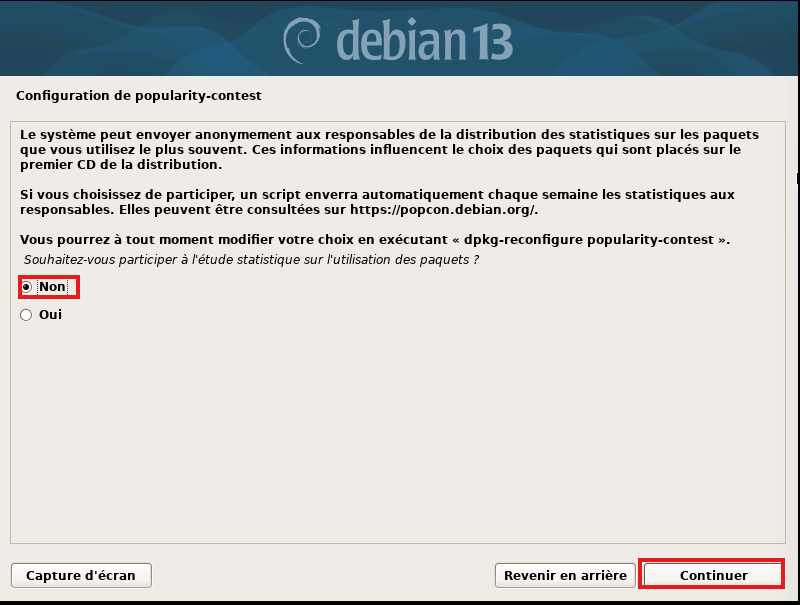 debian 13
Configuration de popularity-contest
Le système peut envoyer anonymement aux responsables de la distribution des statistiques sur les paquets
que vous utilisez le plus souvent. Ces informations influencent le choix des paquets qui sont placés sur le
premier CD de la distribution.
Si vous choisissez de participer, un script enverra automatiquement chaque semaine les statistiques aux
responsables. Elles peuvent être consultées sur https://popcon.debian.org/.
Vous pourrez à tout moment modifier votre choix en exécutant « dpkg-reconfigure popularity-contest ».
Souhaitez-vous participer à l'étude statistique sur l'utilisation des paquets ?
Non
Oui
Capture d'écran
Revenir en arrière
Continuer